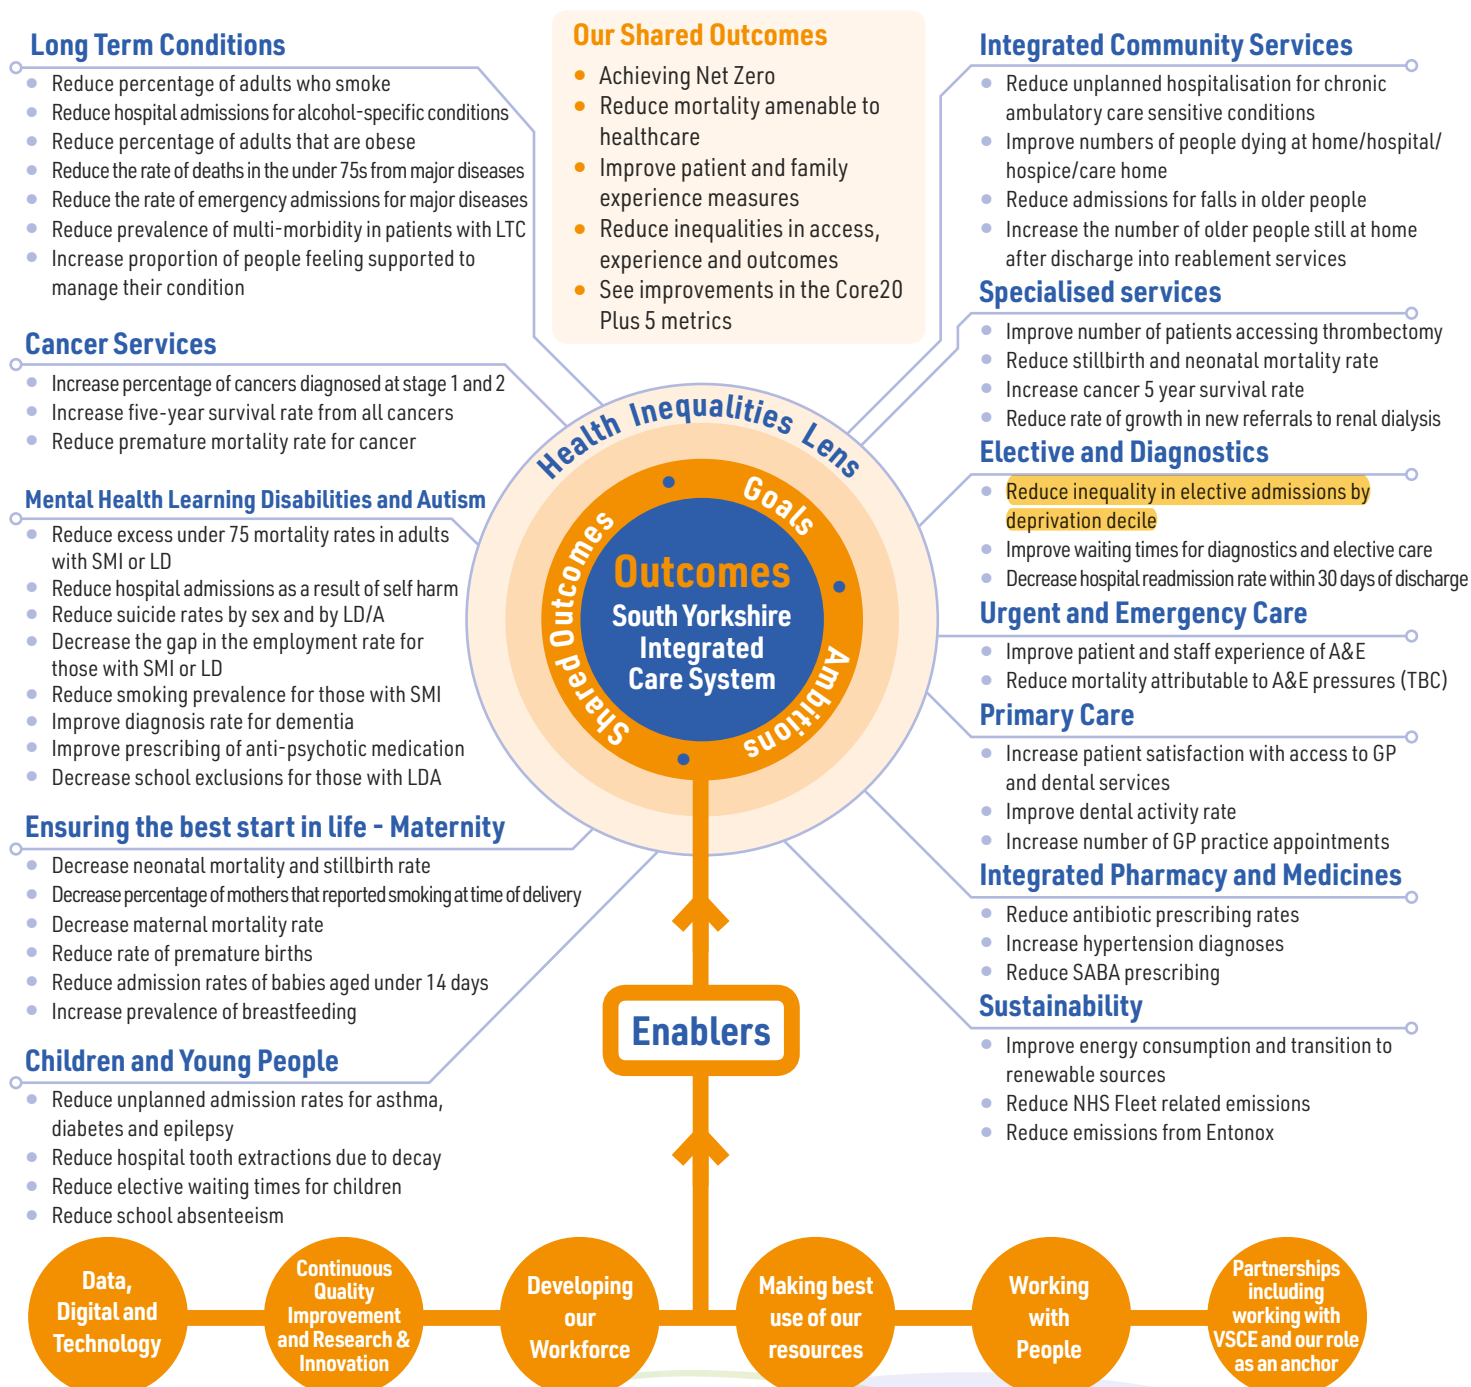 Long Term Conditions
Reduce percentage of adults who smoke
Reduce hospital admissions for alcohol-specific conditions
Reduce percentage of adults that are obese
Reduce the rate of deaths in the under 75s from major diseases
Reduce the rate of emergency admissions for major diseases
Reduce prevalence of multi-morbidity in patients with LTC
Increase proportion of people feeling supported to
manage their condition
Cancer Services
Increase percentage of cancers diagnosed at stage 1 and 2
Increase five-year survival rate from all cancers
Reduce premature mortality rate for cancer
Mental Health Learning Disabilities and Autism
Reduce excess under 75 mortality rates in adults
with SMI or LD
Reduce hospital admissions as a result of self harm
Reduce suicide rates by sex and by LD/A
Decrease the gap in the employment rate for
those with SMI or LD
Reduce smoking prevalence for those with SMI
Improve diagnosis rate for dementia
Improve prescribing of anti-psychotic medication
Decrease school exclusions for those with LDA
Ensuring the best start in life - Maternity
Decrease neonatal mortality and stillbirth rate
Decrease percentage of mothers that reported smoking at time of delivery
Decrease maternal mortality rate
Reduce rate of premature births
Reduce admission rates of babies aged under 14 days
Increase prevalence of breastfeeding
Children and Young People
Reduce unplanned admission rates for asthma,
diabetes and epilepsy
Reduce hospital tooth extractions due to decay
Reduce elective waiting times for children
Reduce school absenteeism
Our Shared Outcomes
Achieving Net Zero
Reduce mortality amenable to
healthcare
Improve patient and family
experience measures
Reduce inequalities in access,
experience and outcomes
See improvements in the Core20
Plus 5 metrics
Health Inequalities Lens
Shared Outcomes
Goals
Ambitions
Outcomes
South Yorkshire
Integrated
Care System
Enablers
Integrated Community Services
Reduce unplanned hospitalisation for chronic
ambulatory care sensitive conditions
Improve numbers of people dying at home/hospital/
hospice/care home
Reduce admissions for falls in older people
Increase the number of older people still at home
after discharge into reablement services
Specialised services
Improve number of patients accessing thrombectomy
Reduce stillbirth and neonatal mortality rate
Increase cancer 5 year survival rate
Reduce rate of growth in new referrals to renal dialysis
Elective and Diagnostics
Reduce inequality in elective admissions by
deprivation decile
Improve waiting times for diagnostics and elective care
Decrease hospital readmission rate within 30 days of discharge
Urgent and Emergency Care
Improve patient and staff experience of A&E
Reduce mortality attributable to A&E pressures (TBC)
Primary Care
Increase patient satisfaction with access to GP
and dental services
Improve dental activity rate
Increase number of GP practice appointments
Integrated Pharmacy and Medicines
Reduce antibiotic prescribing rates
Increase hypertension diagnoses
Reduce SABA prescribing
Sustainability
Improve energy consumption and transition to
renewable sources
Reduce NHS Fleet related emissions
Reduce emissions from Entonox
Data,
Digital and
Technology
Continuous
Quality
Improvement
and Research &
Innovation
Developing
our
Workforce
Making best
use of our
resources
Working
with
People
Partnerships
including
working with
VSCE and our role
as an anchor